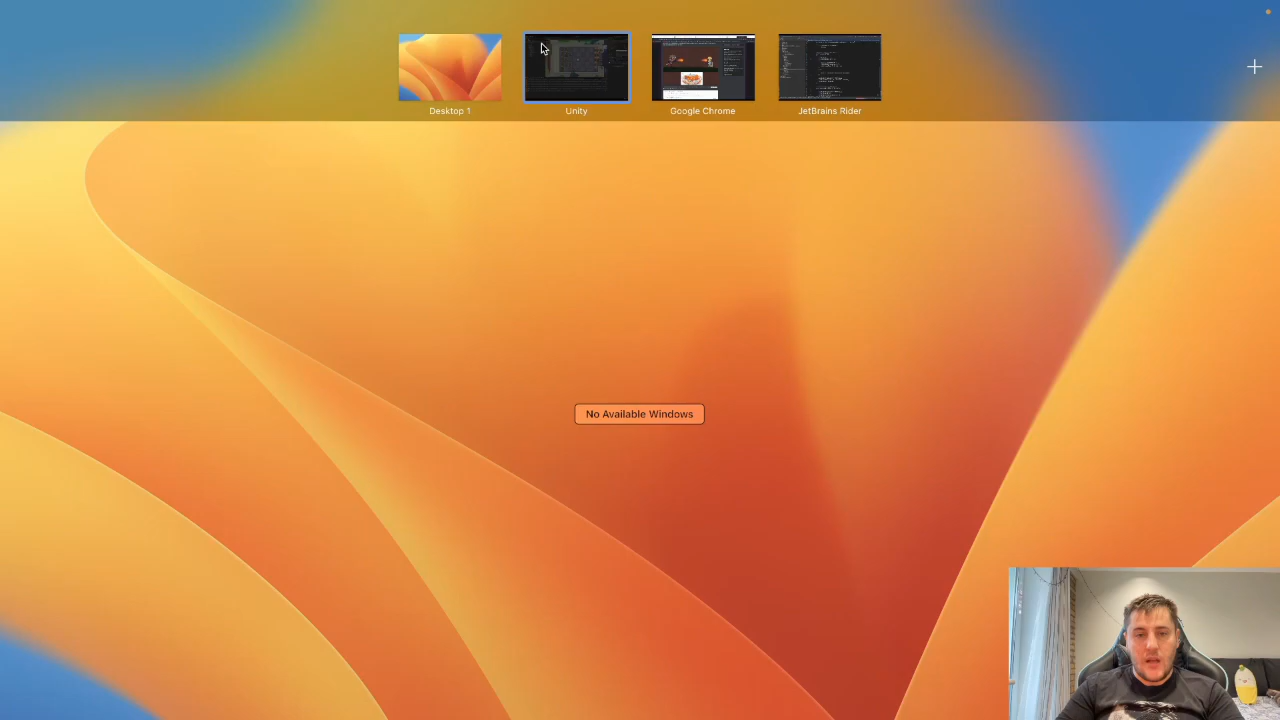 Desktop 1
Unity
Google Chrome
JetBrains Rider
No Available Windows